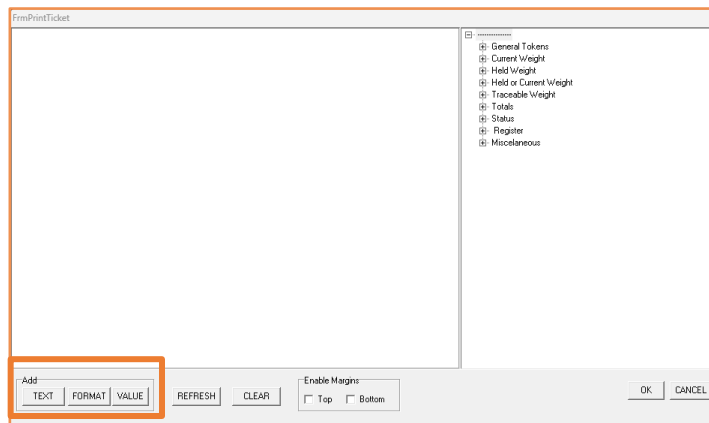 FrmPrintTicket
General Tokens
Current Weight
Held Weight
Held or Current Weight
Traceable Weight
Totals
Status
Register
Miscelaneous
Add
TEXT FORMAT VALUE
REFRESH CLEAR
Enable Margins
Top Bottom
OK CANCEL